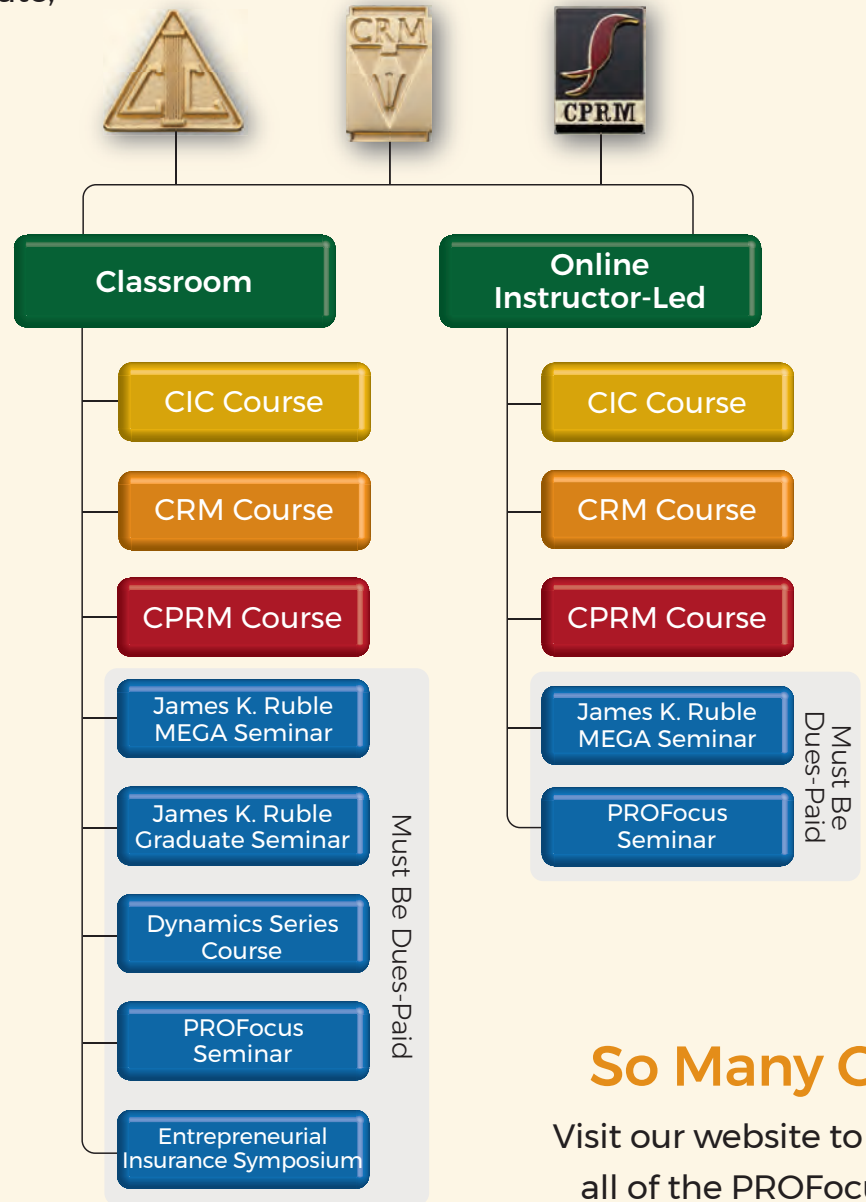 CIC
CRM
CPRM
Classroom
CIC Course
CRM Course
CPRM Course
James K. Ruble
MEGA Seminar
James K. Ruble
Graduate Seminar
Dynamics Series
Course
PROFocus
Seminar
Entrepreneurial
Insurance Symposium
Must Be Dues-Paid
Online
Instructor-Led
CIC Course
CRM Course
CPRM Course
James K. Ruble
MEGA Seminar
PROFocus
Seminar
Must Be
Dues-Paid
So Many
Visit our website to
all of the